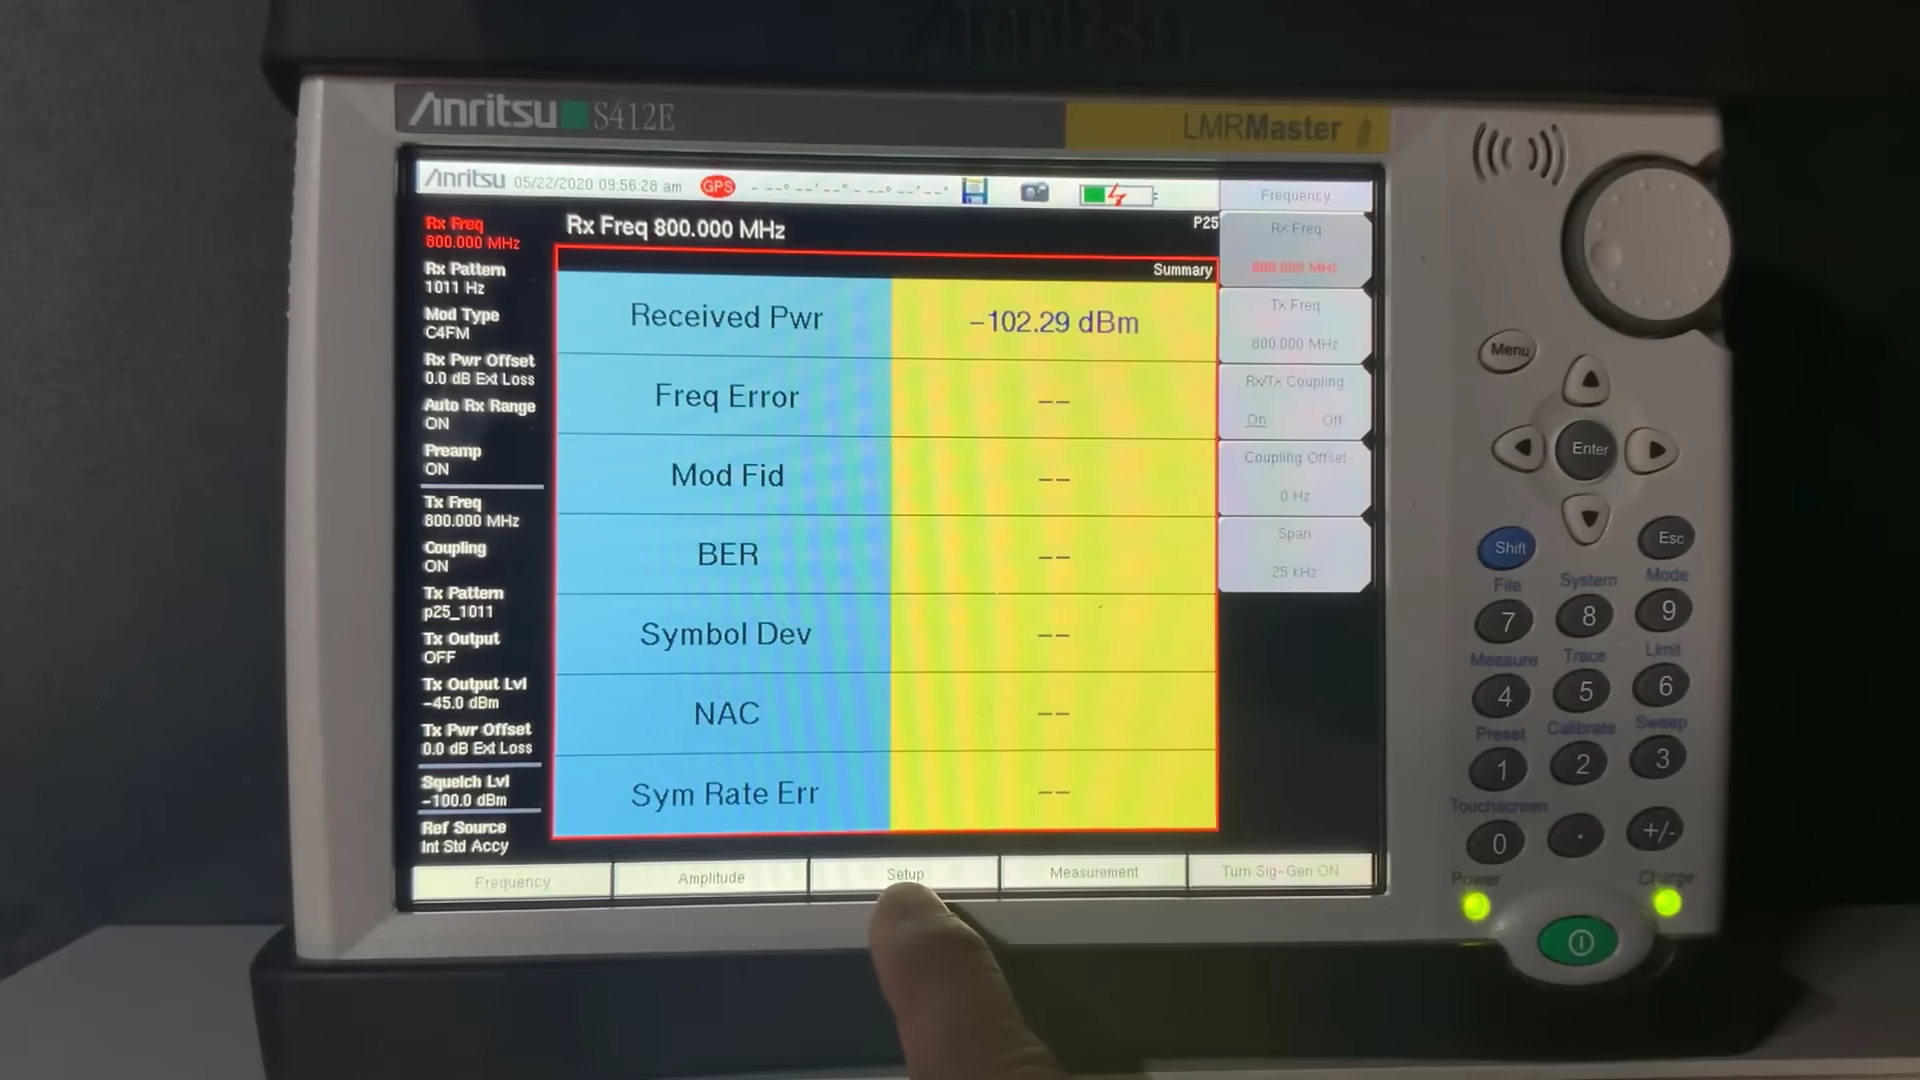 Anritsu S412E
LMRMaster
Anritsu 05/22/2020 09:56:28 am GPS
Rx Freq 800.000 MHz
P25
Summary
Rx Freq
800.000 MHz
Rx Pattern
1011 Hz
Mod Type
C4FM
Rx Pwr Offset
0.0 dB Ext Loss
Auto Rx Range
ON
Preamp
ON
Tx Freq
800.000 MHz
Coupling
ON
Tx Pattern
p25_1011
Tx Output
OFF
Tx Output Lvl
-45.0 dBm
Tx Pwr Offset
0.0 dB Ext Loss
Squelch Lvl
-100.0 dBm
Ref Source
Int Std Accy
Received Pwr -102.29 dBm
Freq Error --
Mod Fid --
BER --
Symbol Dev --
NAC --
Sym Rate Err --
Frequency
Rx Freq
800.000 MHz
Tx Freq
800.000 MHz
Rx/Tx Coupling
On Off
Coupling Offset
0 Hz
Span
25 kHz
Frequency Amplitude Setup Measurement Turn Sig-Gen ON
Menu
Enter
Shift Esc
File System Mode
7 8 9
Measure Trace Limit
4 5 6
Preset Calibrate Sweep
1 2 3
Touchscreen
0 . +/-
Power Charge